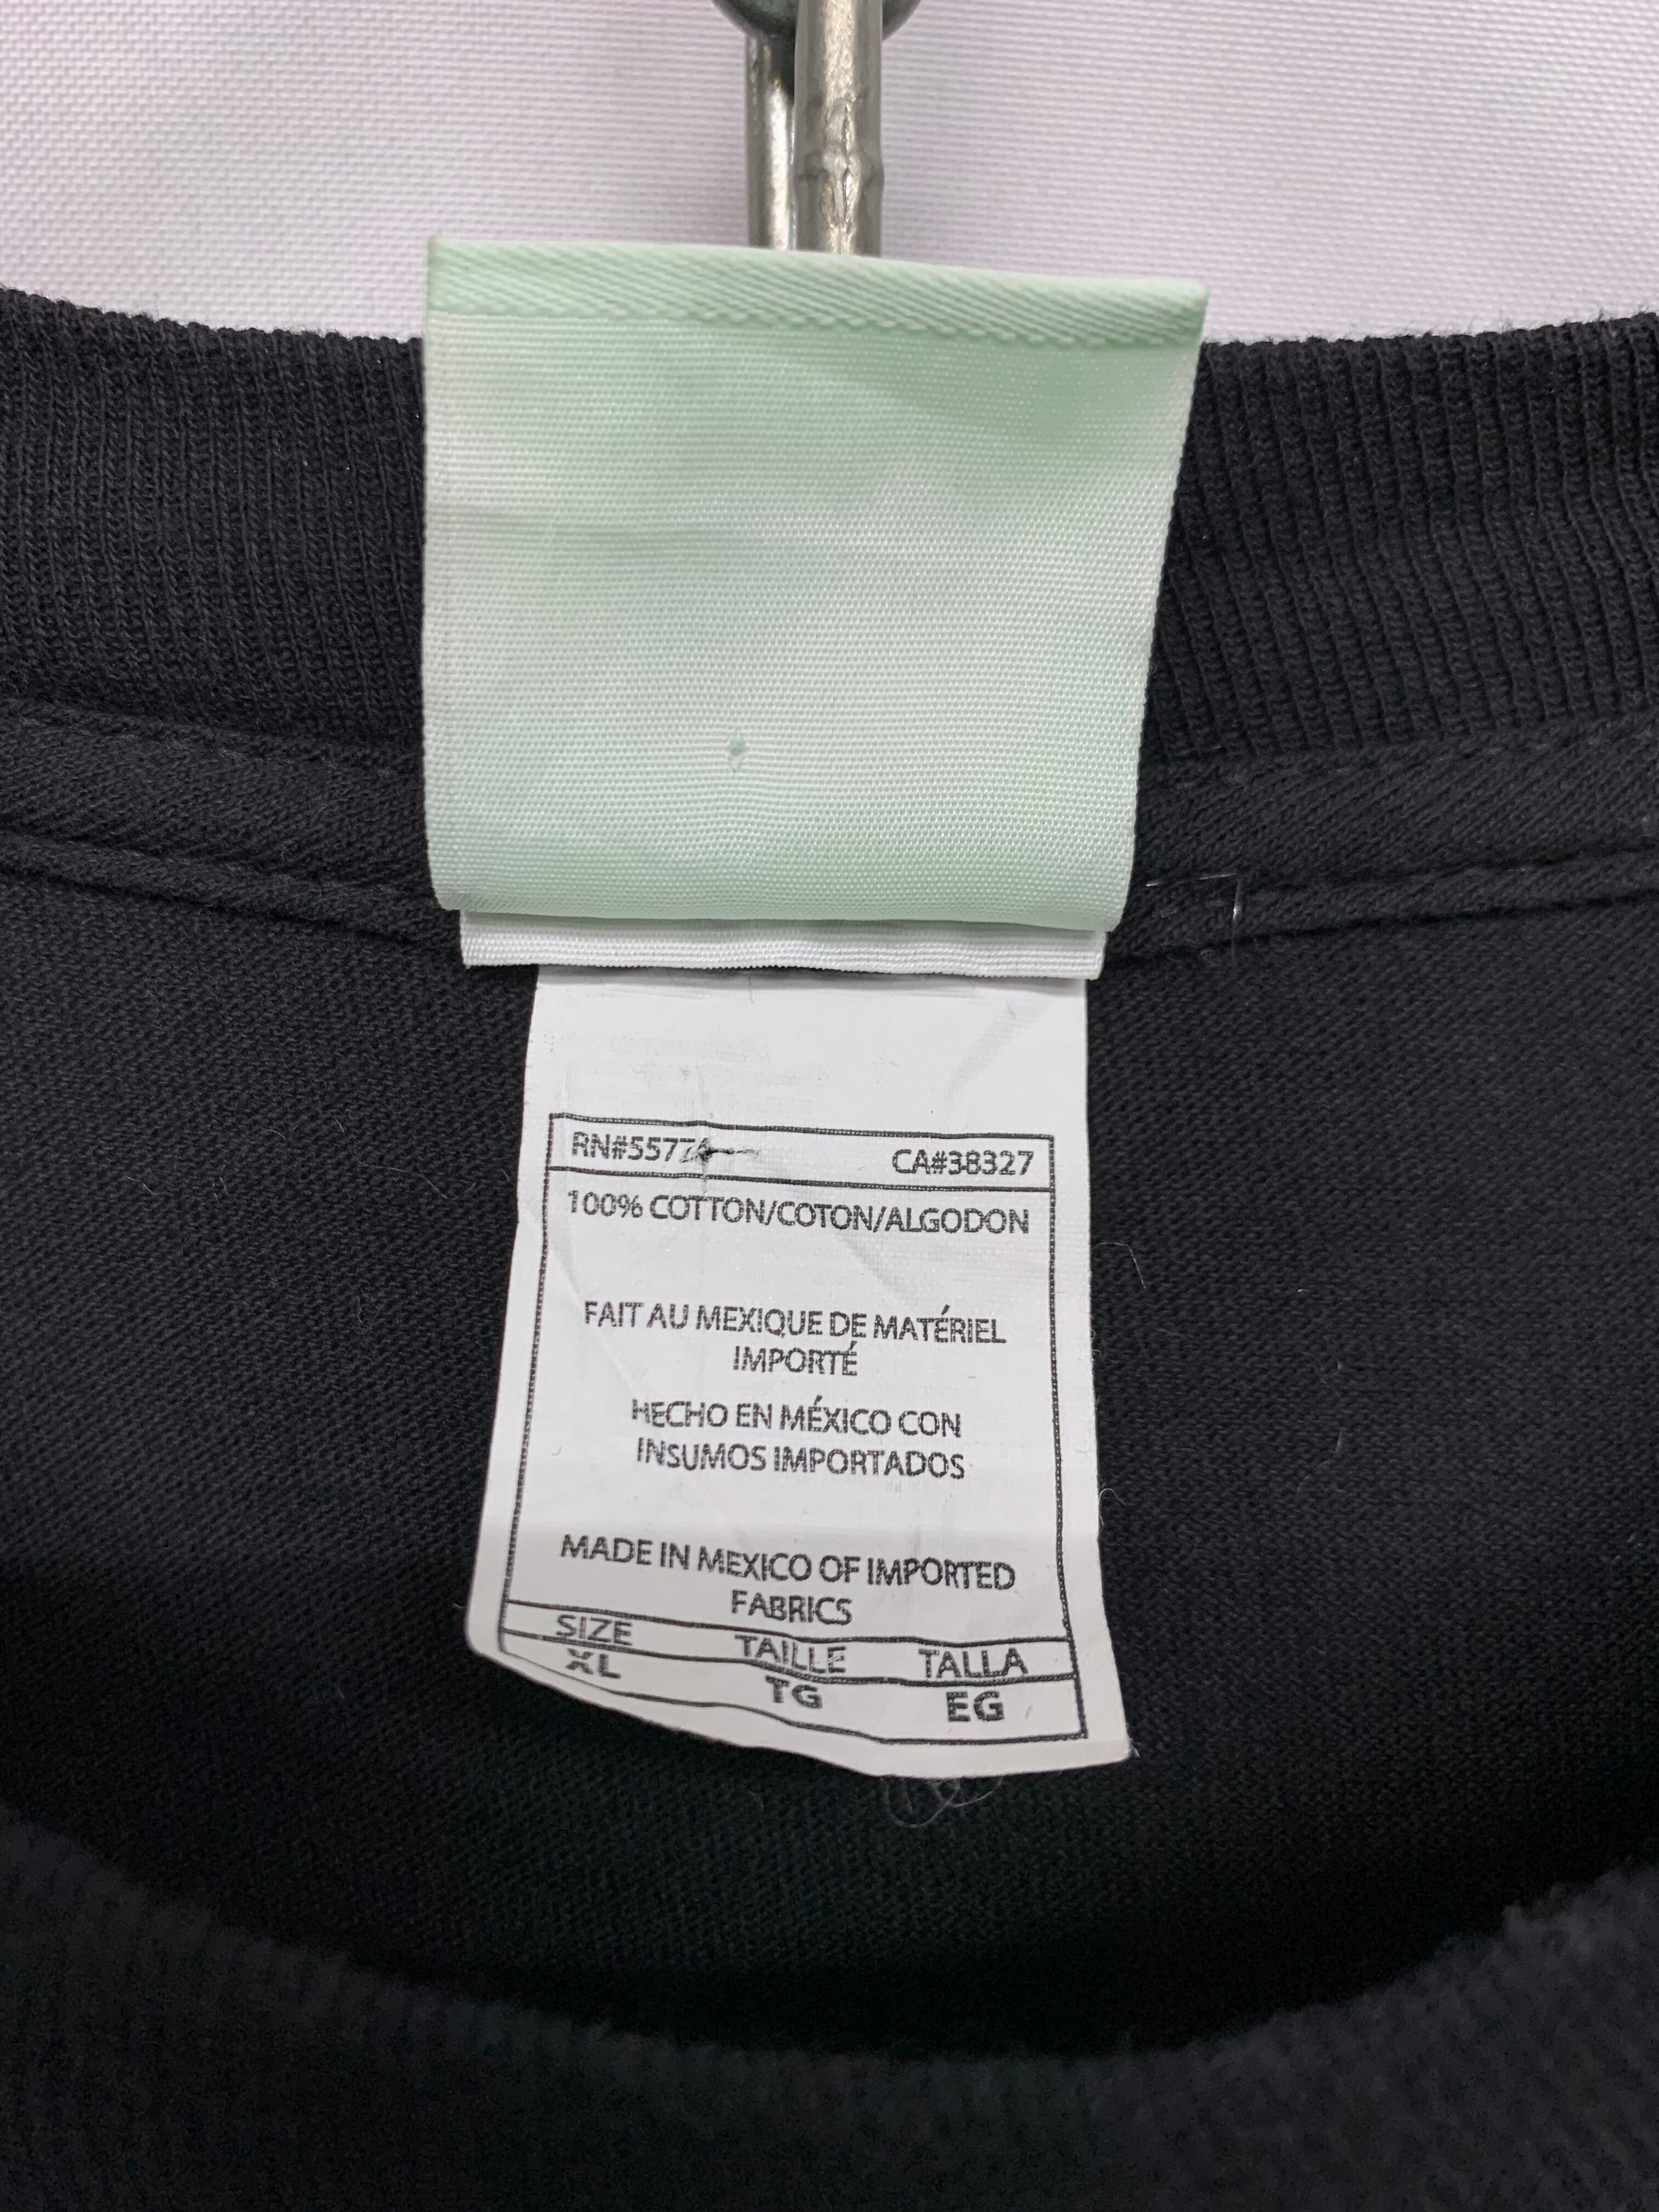 RN#55774
CA#38327
100% COTTON/COTON/ALGODON
FAIT AU MEXIQUE DE MATÉRIEL
IMPORTÉ
HECHO EN MÉXICO CON
INSUMOS IMPORTADOS
MADE IN MEXICO OF IMPORTED
FABRICS
SIZE TAILLE TALLA
XL TG EG